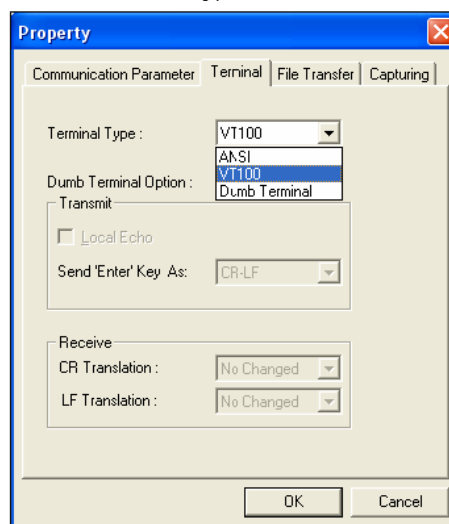 Property
Communication Parameter Terminal File Transfer Capturing
Terminal Type : VT100
ANSI
VT100
Dumb Terminal
Dumb Terminal Option :
Transmit
Local Echo
Send 'Enter' Key As: CR-LF
Receive
CR Translation : No Changed
LF Translation : No Changed
OK Cancel